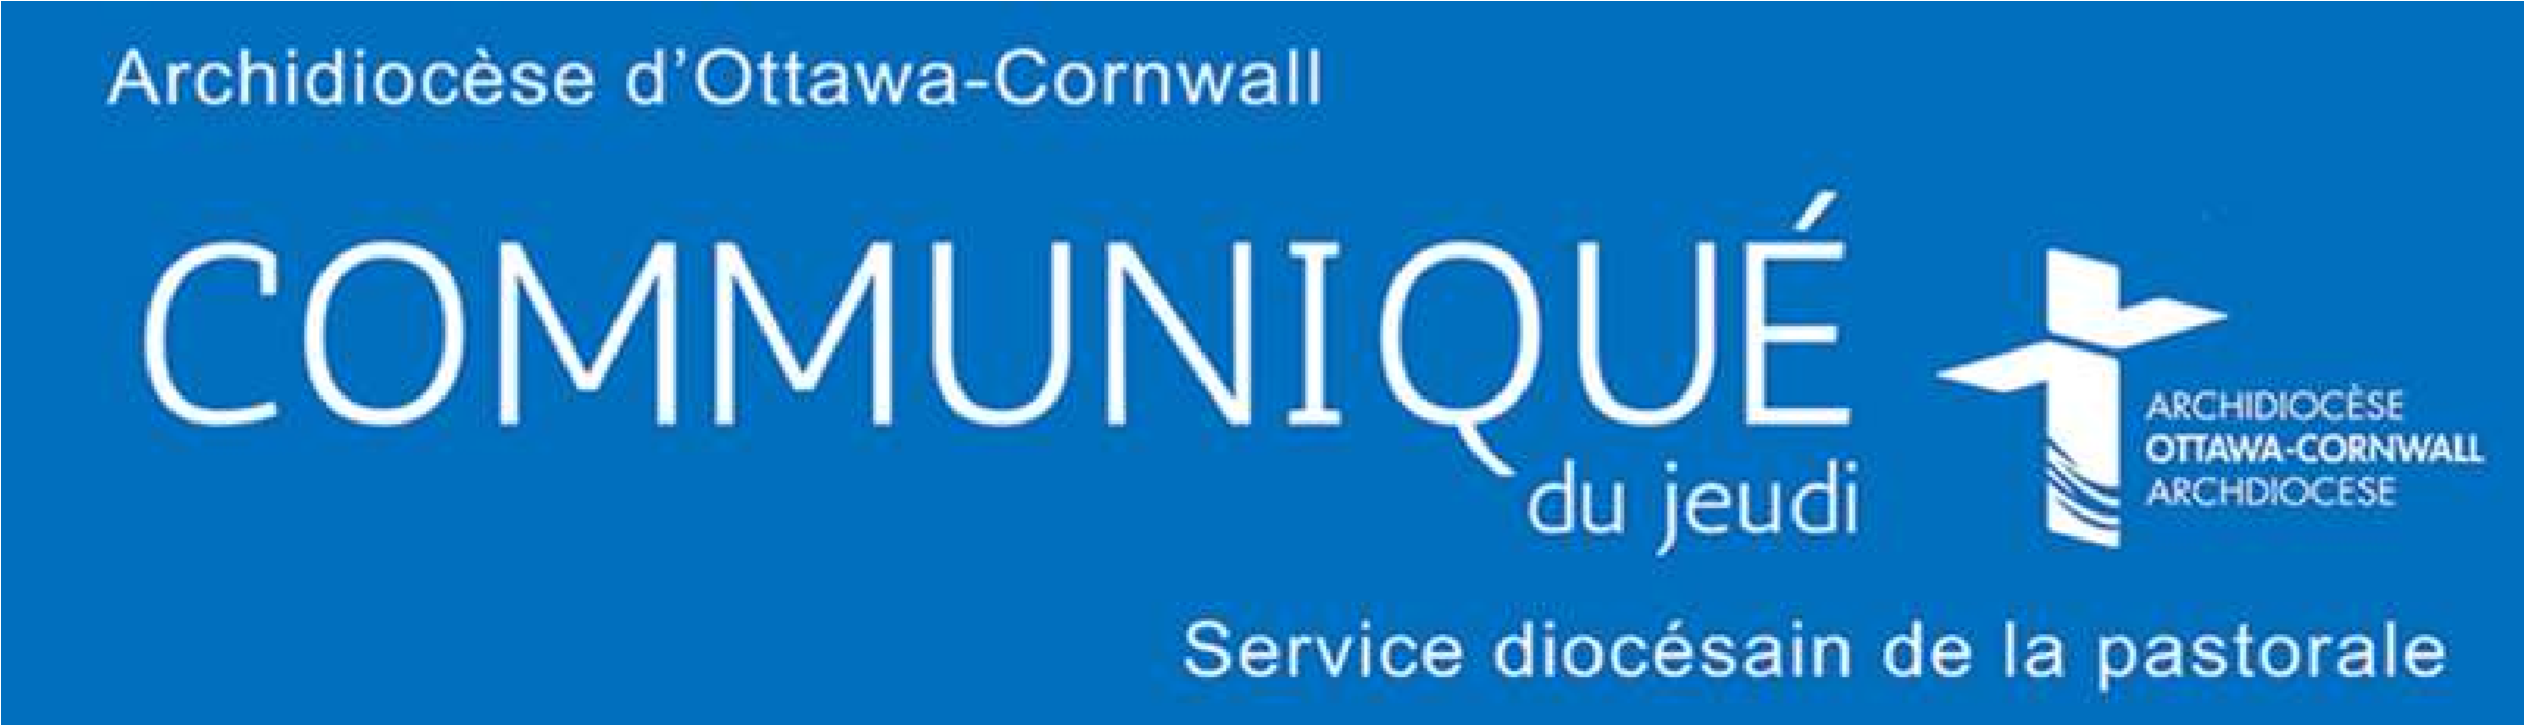 Archidiocèse d'Ottawa-Cornwall
COMMUNIQUÉ
du jeudi
ARCHIDIOCÈSE
OTTAWA-CORNWALL
ARCHDIOCESE
Service diocésain de la pastorale